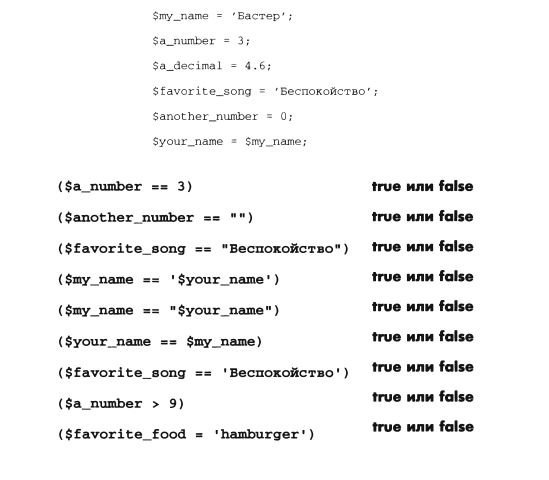 $my_name = ‘Бастер’;
$a_number = 3;
$a_decimal = 4.6;
$favorite_song = ‘Беспокойство’;
$another_number = 0;
$your_name = $my_name;
($a_number == 3) true или false
($another_number == "") true или false
($favorite_song == "Беспокойство") true или false
($my_name == '$your_name') true или false
($my_name == "$your_name") true или false
($your_name == $my_name) true или false
($favorite_song == 'Беспокойство') true или false
($a_number > 9) true или false
($favorite_food = 'hamburger') true или false